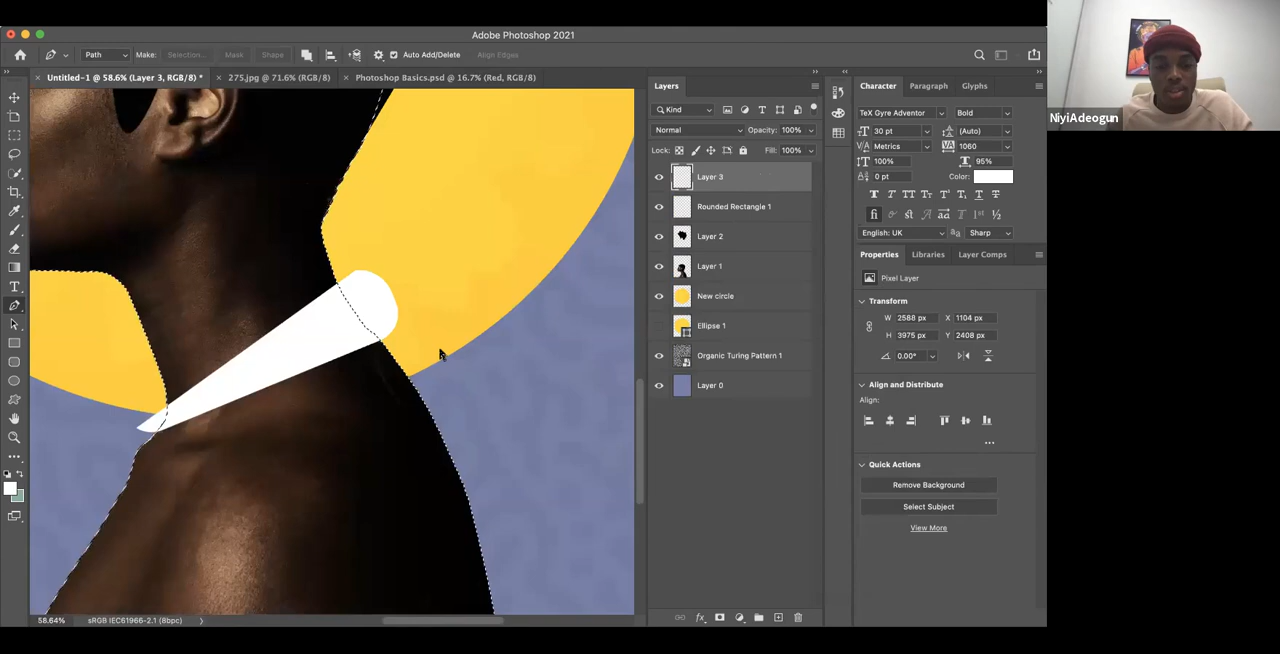 Adobe Photoshop 2021
Path
Make:
Selection...
Mask
Shape
Auto Add/Delete
Align Edges
Untitled-1 @ 58.6% (Layer 3, RGB/8) *
275.jpg @ 71.6% (RGB/8)
Photoshop Basics.psd @ 16.7% (Red, RGB/8)
Layers
Kind
Normal
Opacity: 100%
Lock:
Fill: 100%
Layer 3
Rounded Rectangle 1
Layer 2
Layer 1
New circle
Ellipse 1
Organic Turing Pattern 1
Layer 0
Character
Paragraph
Glyphs
TeX Gyre Adventor
Bold
30 pt
(Auto)
Metrics
1060
100%
95%
0 pt
Color:
English: UK
Sharp
Properties
Libraries
Layer Comps
Pixel Layer
Transform
W 2588 px
X 1104 px
H 3975 px
Y 2408 px
0.00°
Align and Distribute
Align:
Quick Actions
Remove Background
Select Subject
View More
58.64%
sRGB IEC61966-2.1 (8bpc)
NiyiAdeogun